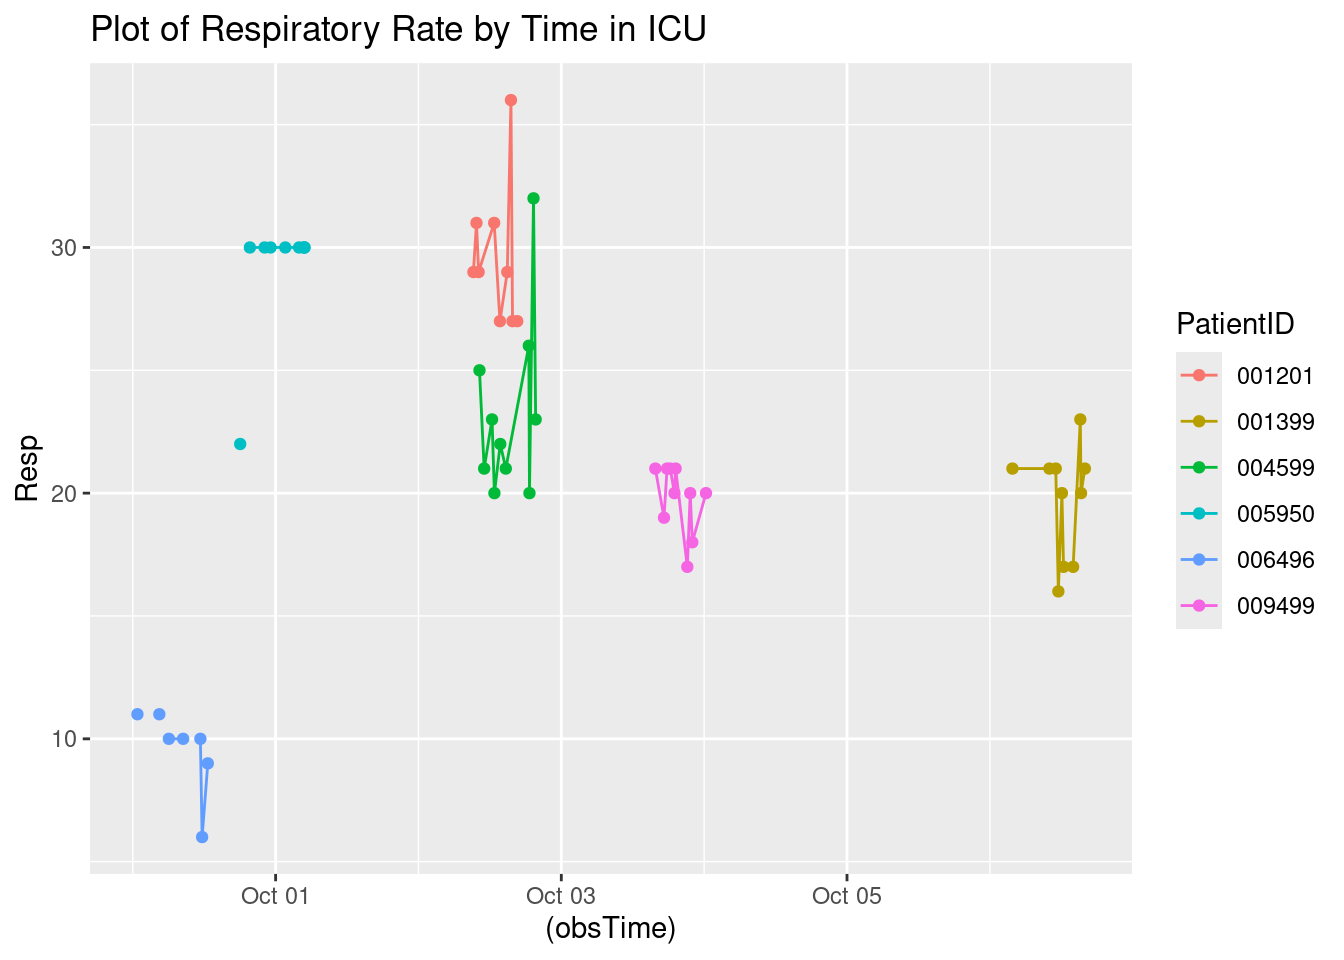 Plot of Respiratory Rate by Time in ICU
Resp
30
20
10
Oct 01
Oct 03
Oct 05
(obsTime)
PatientID
001201
001399
004599
005950
006496
009499